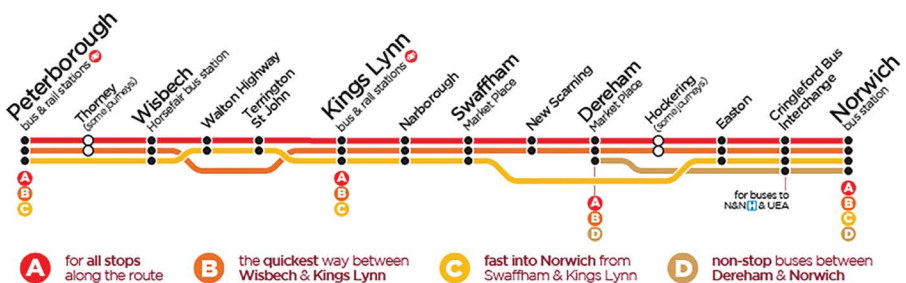 Peterborough
bus & rail stations
Thorney
(some journeys)
Wisbech
Horsefair bus station
Walton Highway
Terrington
St John
Kings Lynn
bus & rail stations
Narborough
Swaffham
Market Place
New Scarning
Dereham
Market Place
Hockering
(some journeys)
Easton
Cringleford Bus
Interchange
Norwich
bus station
A
B
C
A
B
C
A
B
D
for buses to
N&N H & UEA
A
B
C
D
A
for all stops
along the route
B
the quickest way between
Wisbech & Kings Lynn
C
fast into Norwich from
Swaffham & Kings Lynn
D
non-stop buses between
Dereham & Norwich